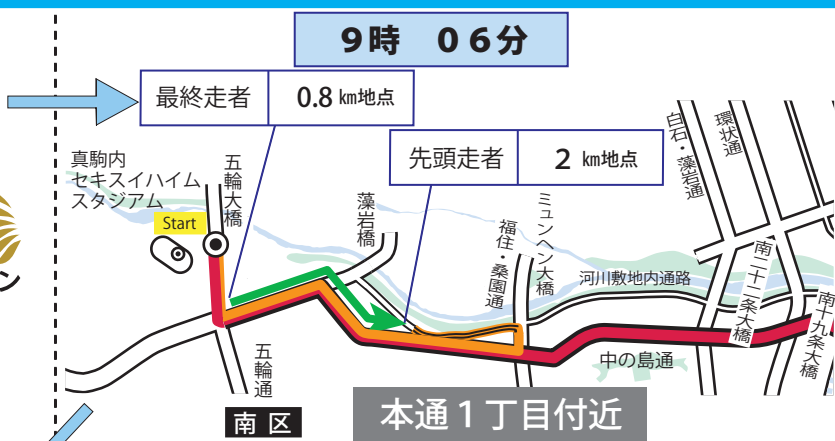 9時 06分
最終走者 0.8 km地点
先頭走者 2 km地点
真駒内
セキスイハイム
スタジアム
Start
五輪大橋
藻岩橋
福住・桑園通
ミュンヘン大橋
白石・藻岩通
環状通
河川敷地内通路
南二十二条大橋
南十九条大橋
中の島通
五輪通
南区
本通1丁目付近
ン